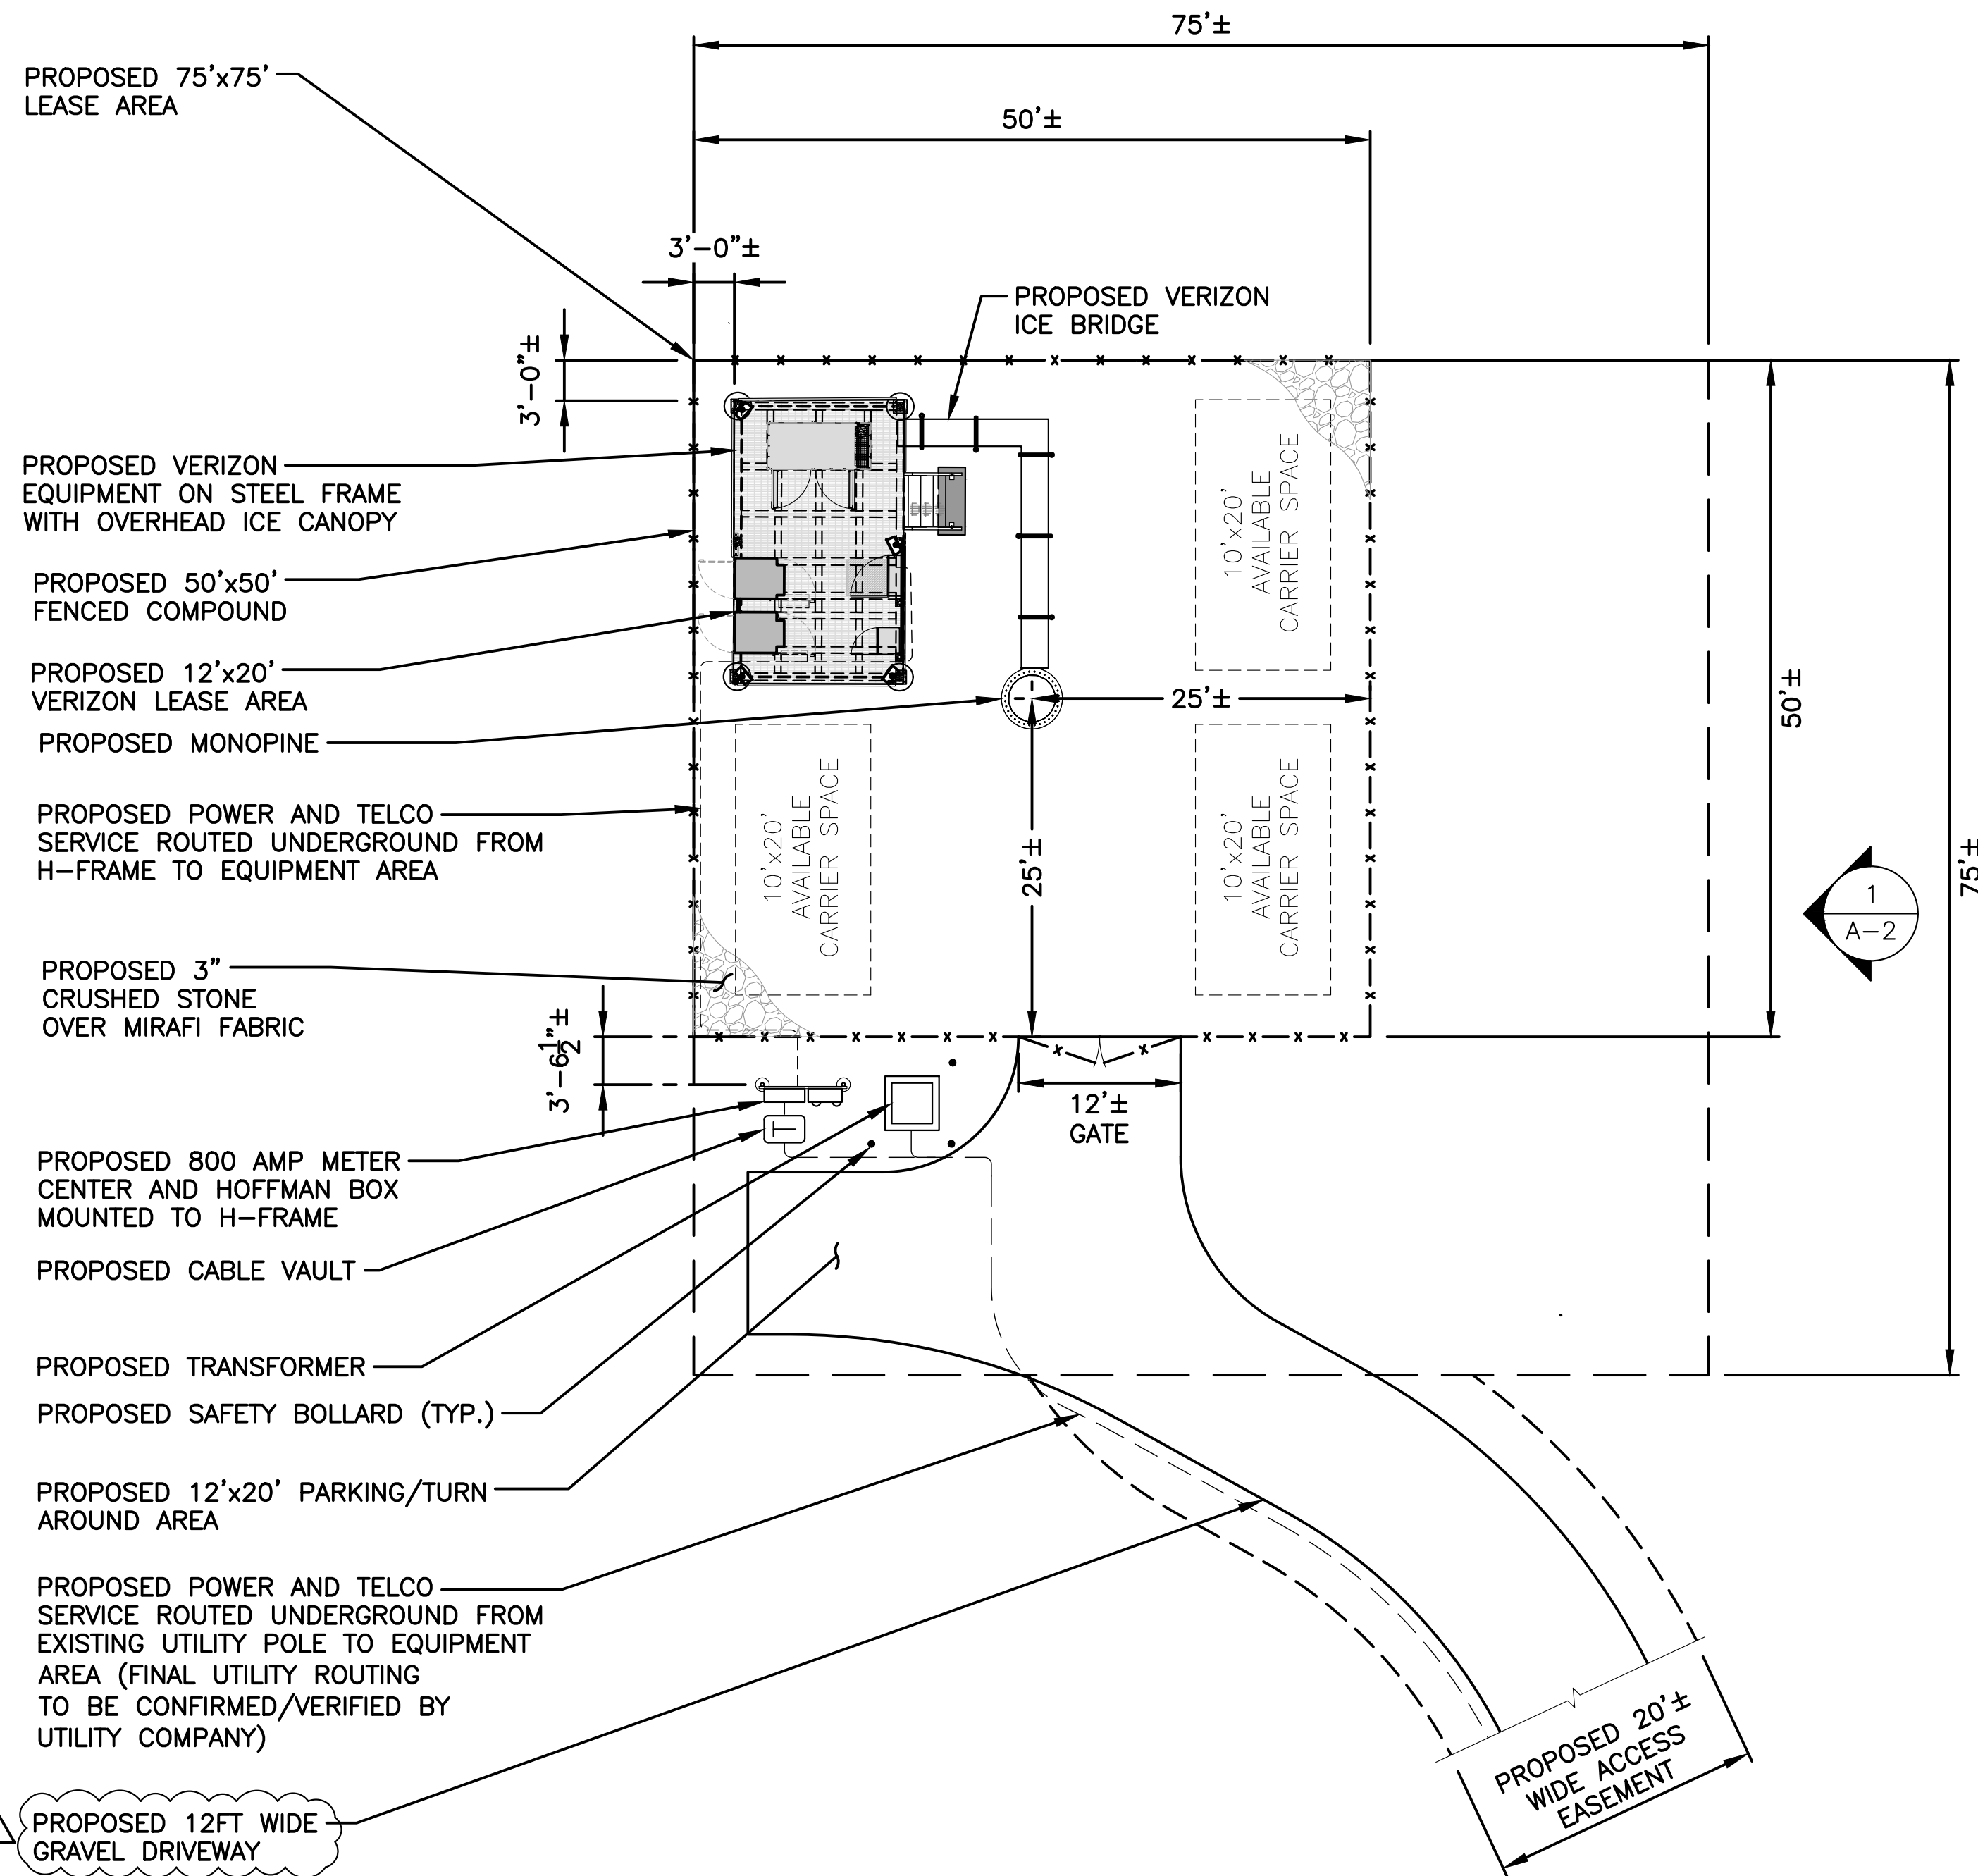 75'±
PROPOSED 75'x75'
LEASE AREA
50'±
3'-0"±
PROPOSED VERIZON
ICE BRIDGE
3'-0"±
PROPOSED VERIZON
EQUIPMENT ON STEEL FRAME
WITH OVERHEAD ICE CANOPY
10'x20'
AVAILABLE
CARRIER SPACE
PROPOSED 50'x50'
FENCED COMPOUND
PROPOSED 12'x20'
VERIZON LEASE AREA
25'±
50'±
PROPOSED MONOPINE
PROPOSED POWER AND TELCO
SERVICE ROUTED UNDERGROUND FROM
H-FRAME TO EQUIPMENT AREA
10'x20'
AVAILABLE
CARRIER SPACE
25'±
10'x20'
AVAILABLE
CARRIER SPACE
75'±
1
A-2
PROPOSED 3"
CRUSHED STONE
OVER MIRAFI FABRIC
3'-6 1/2"±
12'±
GATE
T
PROPOSED 800 AMP METER
CENTER AND HOFFMAN BOX
MOUNTED TO H-FRAME
PROPOSED CABLE VAULT
PROPOSED TRANSFORMER
PROPOSED SAFETY BOLLARD (TYP.)
PROPOSED 12'x20' PARKING/TURN
AROUND AREA
PROPOSED POWER AND TELCO
SERVICE ROUTED UNDERGROUND FROM
EXISTING UTILITY POLE TO EQUIPMENT
AREA (FINAL UTILITY ROUTING
TO BE CONFIRMED/VERIFIED BY
UTILITY COMPANY)
PROPOSED 20'±
WIDE ACCESS
EASEMENT
PROPOSED 12FT WIDE
GRAVEL DRIVEWAY